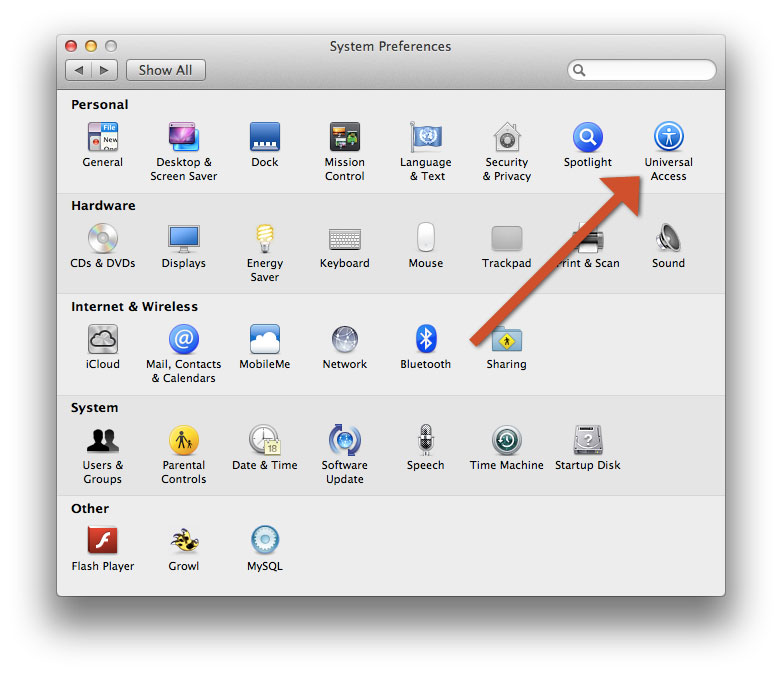 System Preferences
Show All
Personal
File
New
General
Desktop &
Screen Saver
Dock
Mission
Control
Language
& Text
Security
& Privacy
Spotlight
Universal
Access
Hardware
CDs & DVDs
Displays
Energy
Saver
Keyboard
Mouse
Trackpad
Print & Scan
Sound
Internet & Wireless
iCloud
@
Mail, Contacts
& Calendars
MobileMe
Network
Bluetooth
Sharing
System
Users &
Groups
Parental
Controls
18
Date & Time
Software
Update
Speech
Time Machine
?
Startup Disk
Other
Flash Player
Growl
MySQL